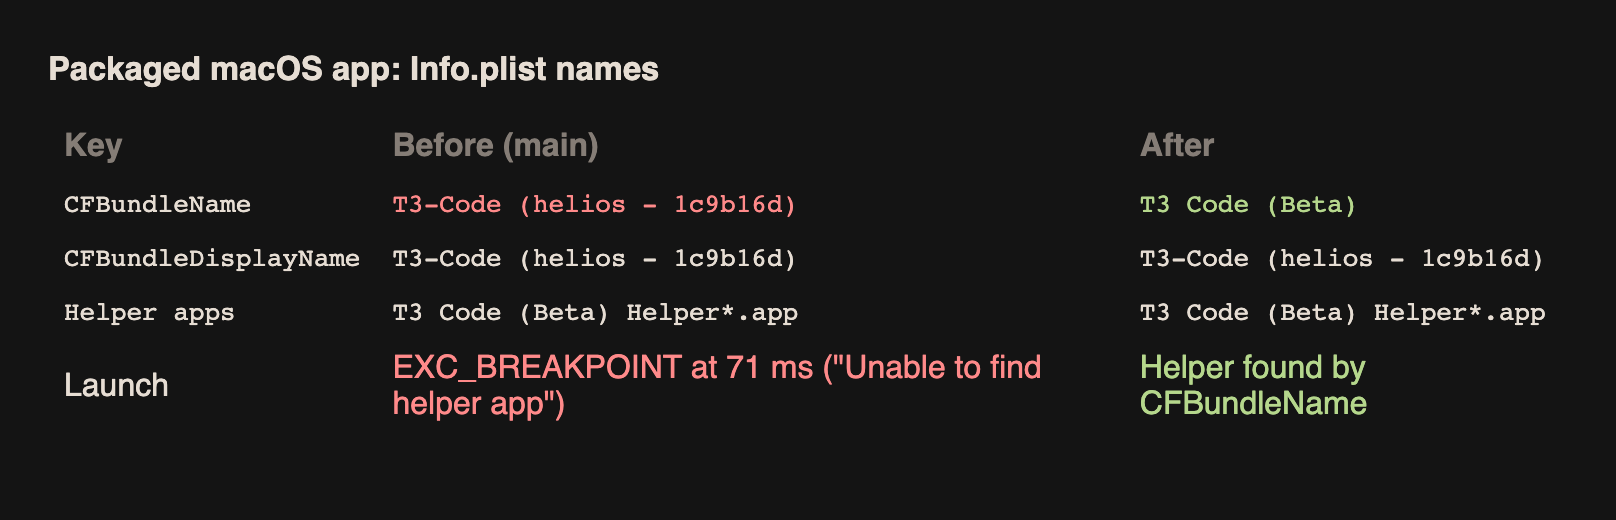 Packaged macOS app: Info.plist names
Key Before (main) After
CFBundleName T3-Code (helios - 1c9b16d) T3 Code (Beta)
CFBundleDisplayName T3-Code (helios - 1c9b16d) T3-Code (helios - 1c9b16d)
Helper apps T3 Code (Beta) Helper*.app T3 Code (Beta) Helper*.app
Launch EXC_BREAKPOINT at 71 ms ("Unable to find helper app") Helper found by CFBundleName